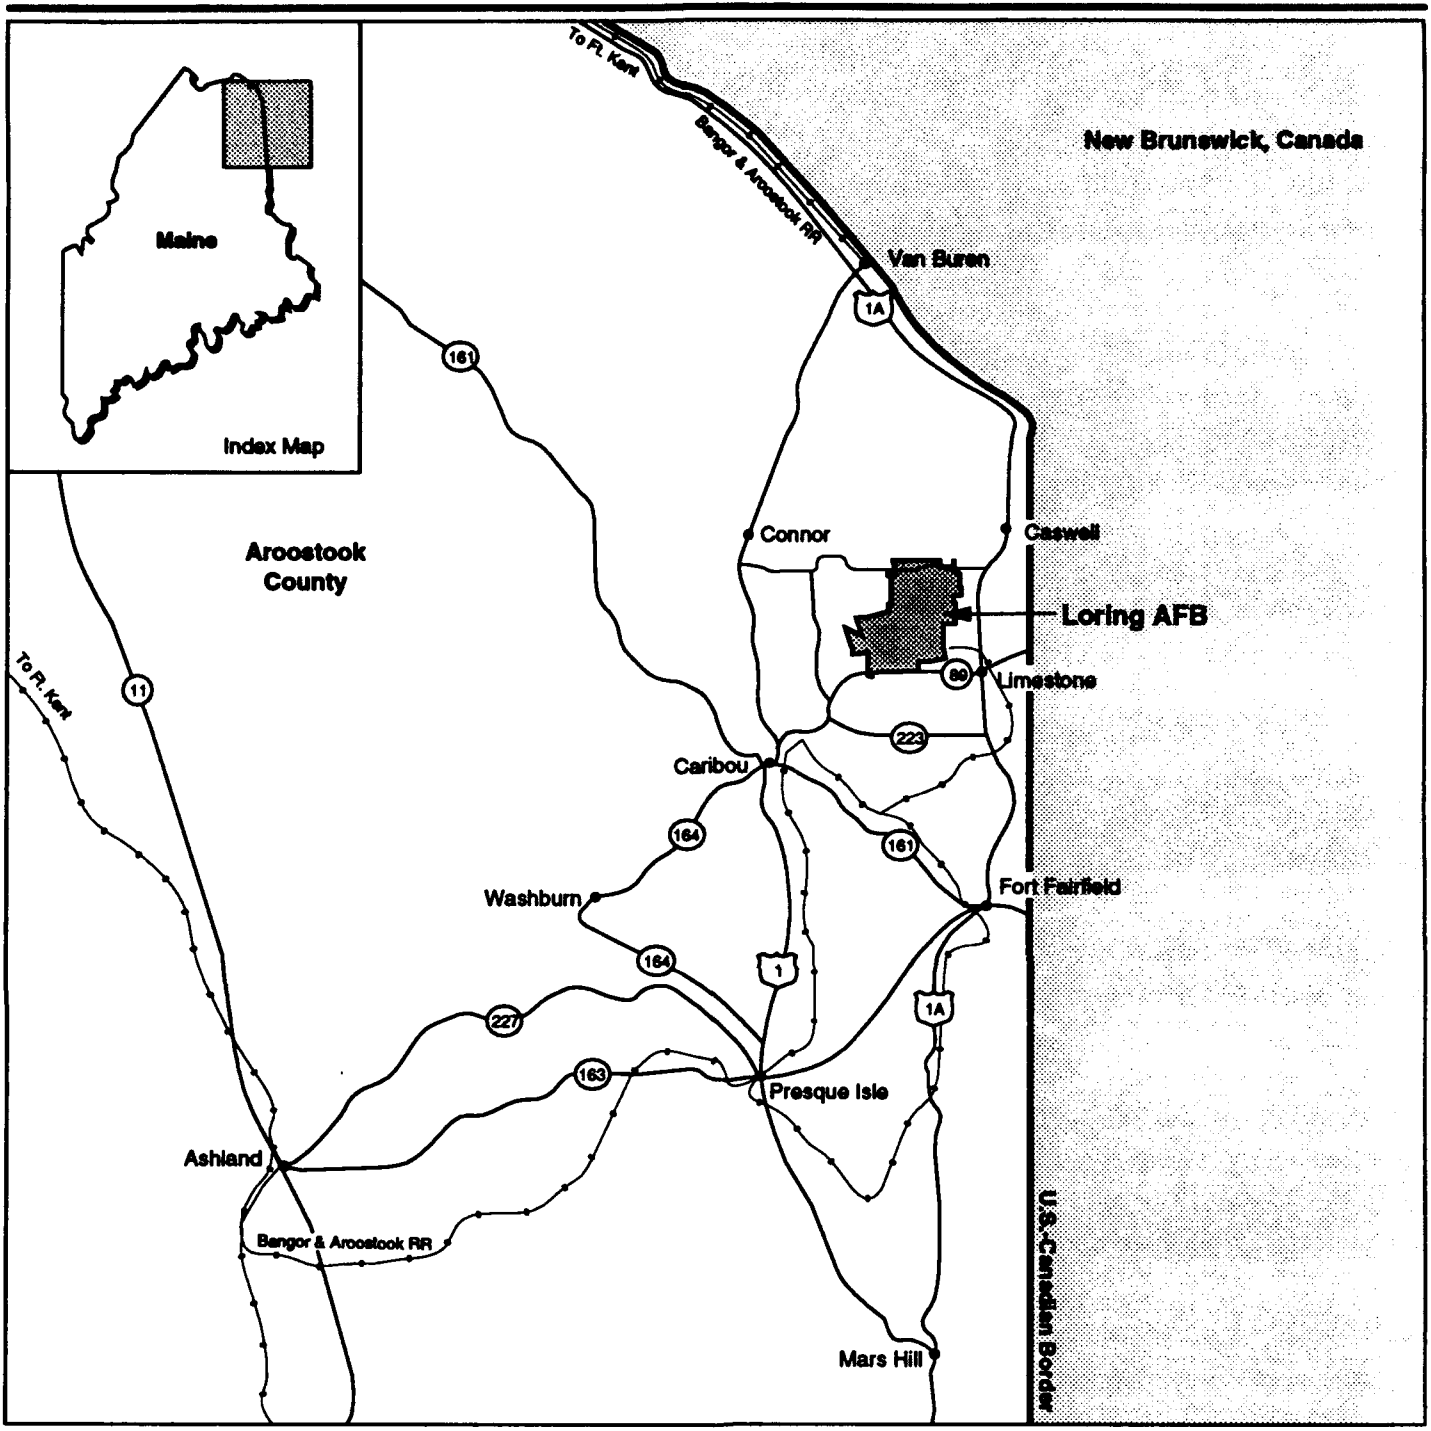 To Ft. Kent
New Brunswick, Canada
Bangor & Aroostook RR
Maine
Van Buren
1A
161
Index Map
Connor
Caswell
Aroostook
County
Loring AFB
To Ft. Kent
11
89
Limestone
223
Caribou
164
161
Fort Fairfield
Washburn
164
1
1A
227
163
Presque Isle
Ashland
U.S.-Canadian Border
Bangor & Aroostook RR
Mars Hill